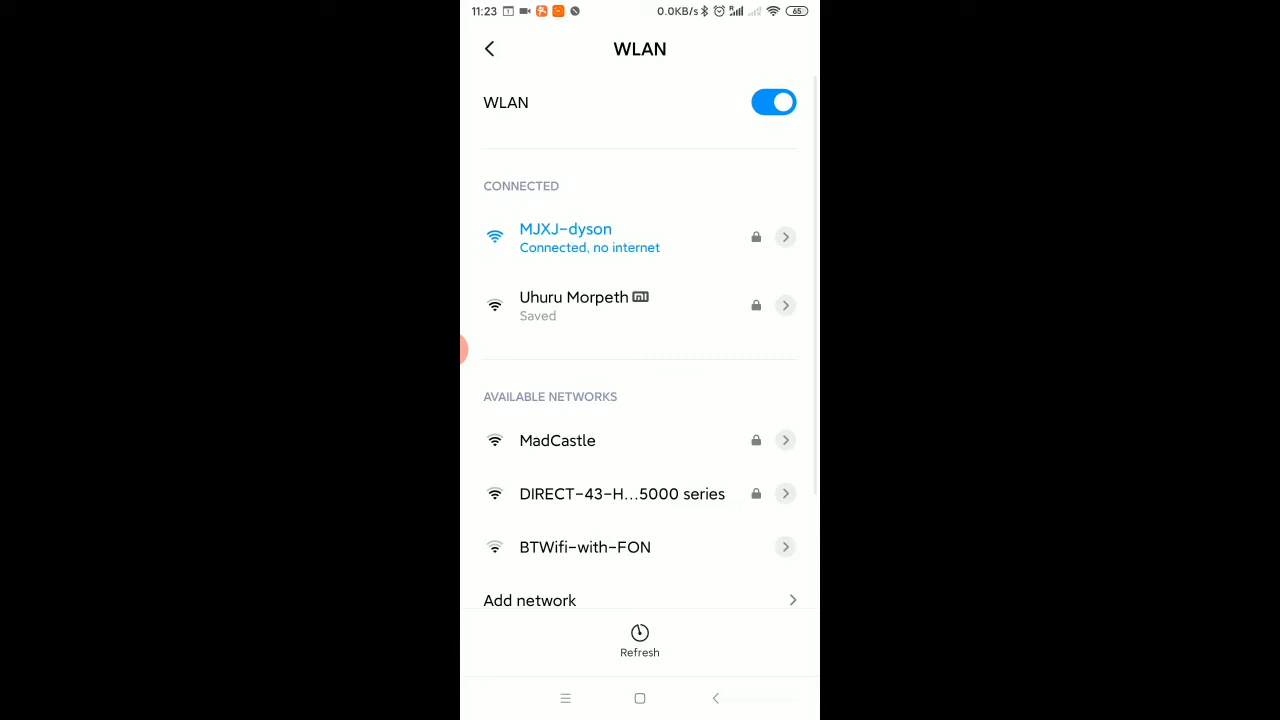 11:23 0.0KB/s 65
WLAN
WLAN
CONNECTED
MJXJ-dyson
Connected, no internet
Uhuru Morpeth
Saved
AVAILABLE NETWORKS
MadCastle
DIRECT-43-H...5000 series
BTWifi-with-FON
Add network
Refresh